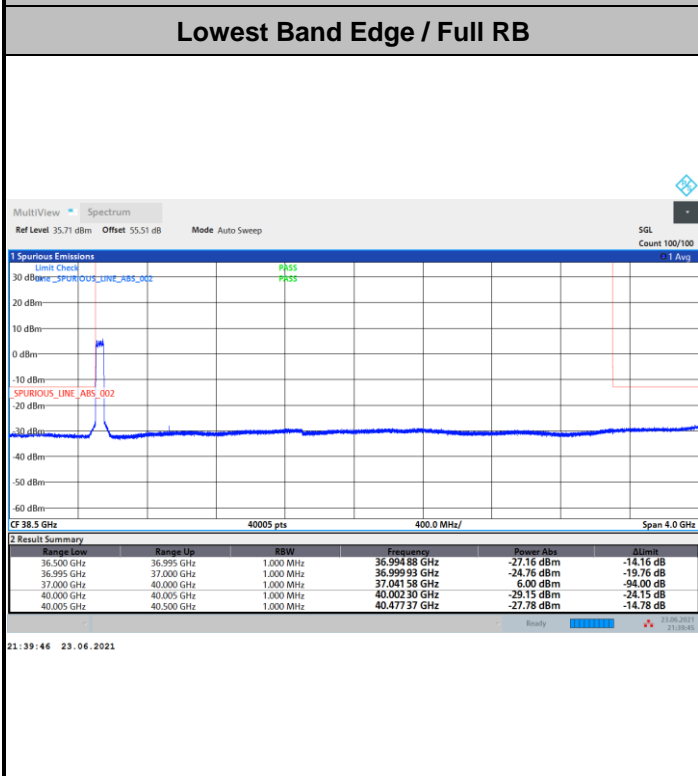 Lowest Band Edge / Full RB
MultiView Spectrum
Ref Level 35.71 dBm Offset 55.51 dB Mode Auto Sweep SGL
Count 100/100
1 Spurious Emissions 1 Avg
Limit Check PASS
30 dBm Line _SPURIOUS_LINE_ABS_002 PASS
20 dBm
10 dBm
0 dBm
-10 dBm
_SPURIOUS_LINE_ABS_002
-20 dBm
-30 dBm
-40 dBm
-50 dBm
-60 dBm
CF 38.5 GHz 40005 pts 400.0 MHz/ Span 4.0 GHz
2 Result Summary
Range Low Range Up RBW Frequency Power Abs ΔLimit
36.500 GHz 36.995 GHz 1.000 MHz 36.994 88 GHz -27.16 dBm -14.16 dB
36.995 GHz 37.000 GHz 1.000 MHz 36.999 93 GHz -24.76 dBm -19.76 dB
37.000 GHz 40.000 GHz 1.000 MHz 37.041 58 GHz 6.00 dBm -94.00 dB
40.000 GHz 40.005 GHz 1.000 MHz 40.002 30 GHz -29.15 dBm -24.15 dB
40.005 GHz 40.500 GHz 1.000 MHz 40.477 37 GHz -27.78 dBm -14.78 dB
Ready 23.06.2021
21:39:45
21:39:46 23.06.2021